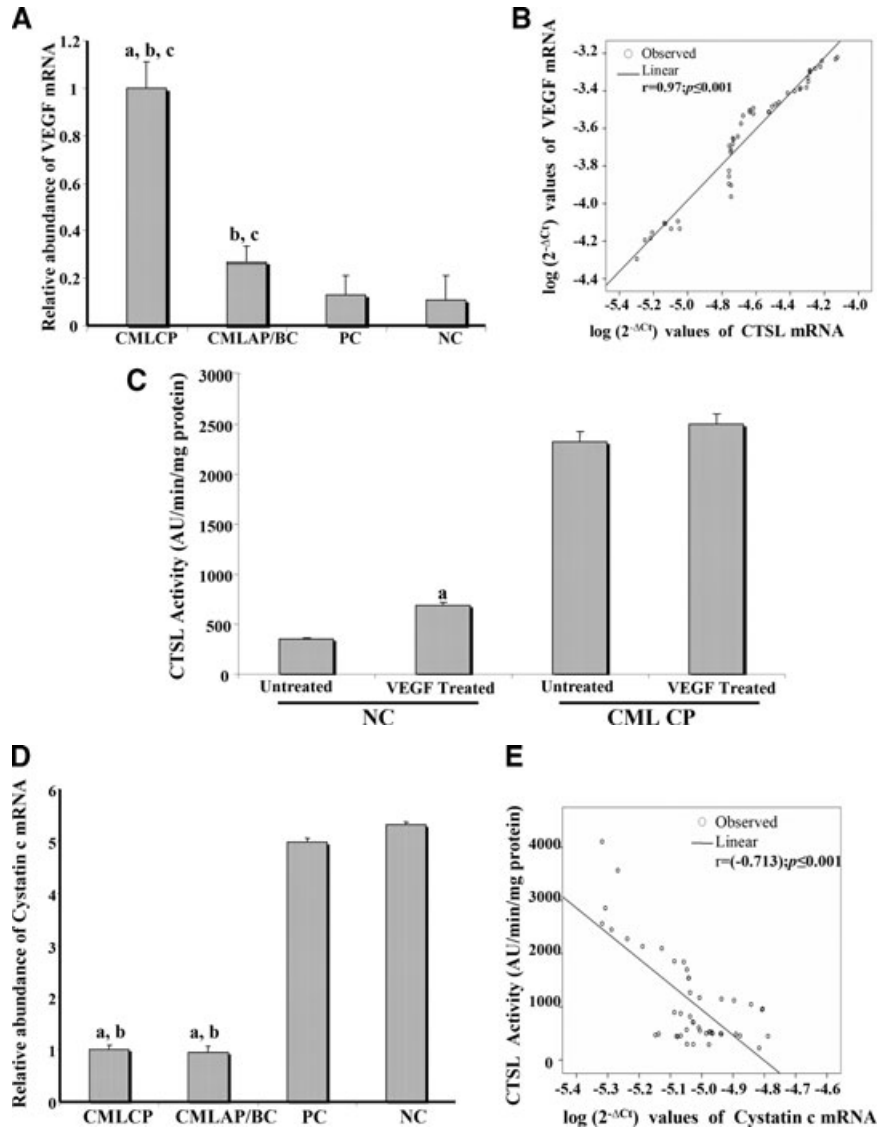 A
Relative abundance of VEGF mRNA
1.2
1
0.8
0.6
0.4
0.2
0
a, b, c
b, c
CMLCP
CMLAP/BC
PC
NC
B
log (2-ΔCt) values of VEGF mRNA
-3.2
-3.4
-3.6
-3.8
-4.0
-4.2
-4.4
Observed
Linear
r=0.97;p≤0.001
-5.4 -5.2 -5.0 -4.8 -4.6 -4.4 -4.2 -4.0
log (2-ΔCt) values of CTSL mRNA
C
CTSL Activity (AU/min/mg protein)
3000
2500
2000
1500
1000
500
0
a
Untreated
VEGF Treated
Untreated
VEGF Treated
NC
CML CP
D
Relative abundance of Cystatin c mRNA
6
5
4
3
2
1
0
a, b
a, b
CMLCP
CMLAP/BC
PC
NC
E
CTSL Activity (AU/min/mg protein)
4000
3000
2000
1000
0
Observed
Linear
r=(-0.713);p≤0.001
-5.4 -5.3 -5.2 -5.1 -5.0 -4.9 -4.8 -4.7 -4.6
log (2-ΔCt) values of Cystatin c mRNA